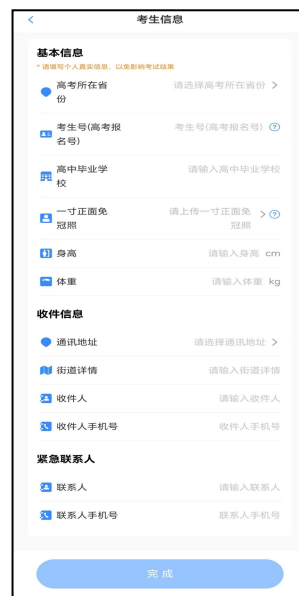 考生信息
基本信息
* 请填写个人真实信息，以免影响考试结果
高考所在省
份
请选择高考所在省份 >
考生号(高考报
名号)
考生号(高考报名号) ?
高中毕业学
校
请输入高中毕业学校
一寸正面免
冠照
请上传一寸正面免
冠照
> ?
身高
请输入身高 cm
体重
请输入体重 kg
收件信息
通讯地址
请选择通讯地址 >
街道详情
请输入街道详情
收件人
请输入收件人
收件人手机号
收件人手机号
紧急联系人
联系人
请输入联系人
联系人手机号
联系人手机号
完成